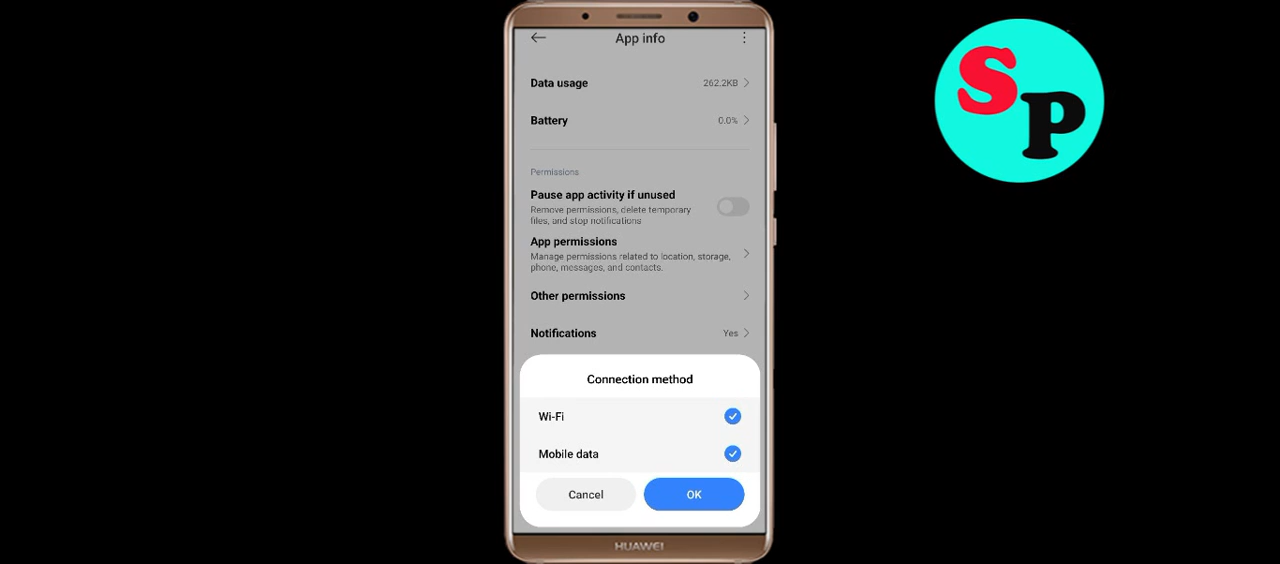 App info
Data usage 262.2KB
Battery 0.0%
Permissions
Pause app activity if unused
Remove permissions, delete temporary
files, and stop notifications
App permissions
Manage permissions related to location, storage,
phone, messages, and contacts.
Other permissions
Notifications Yes
Connection method
Wi-Fi
Mobile data
Cancel OK
HUAWEI
SP